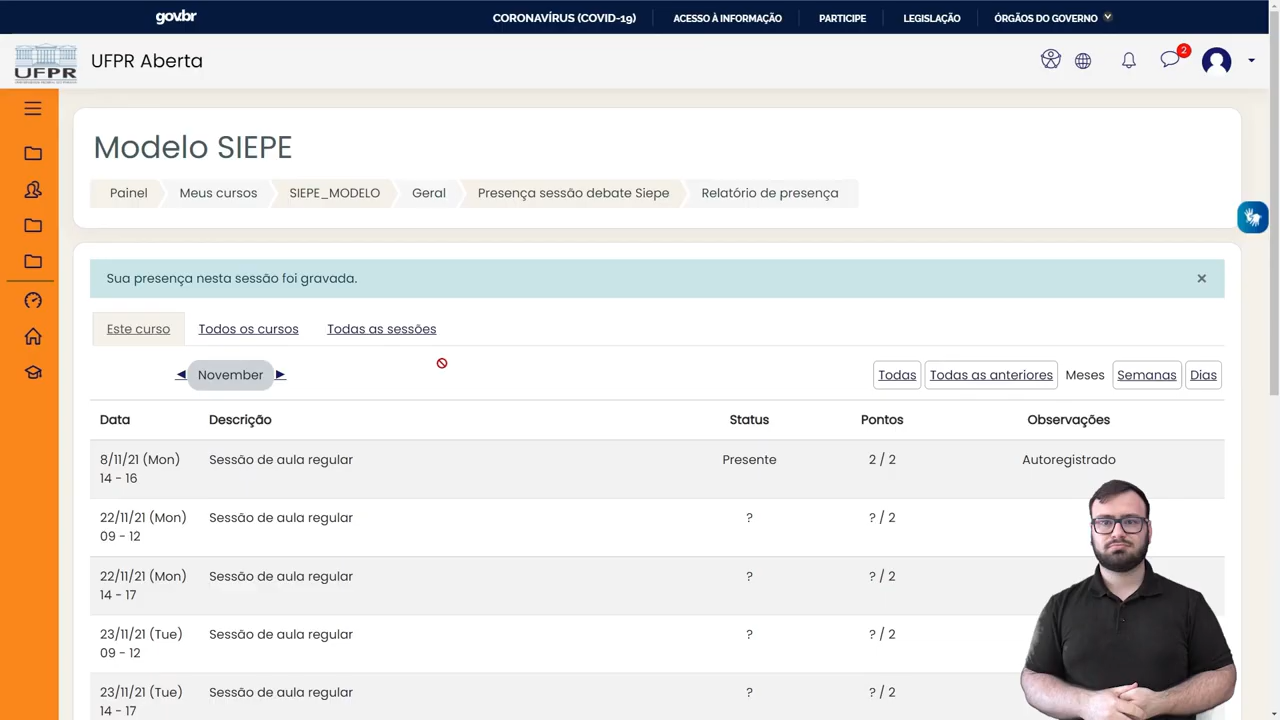 gov.br
CORONAVÍRUS (COVID-19)
ACESSO À INFORMAÇÃO
PARTICIPE
LEGISLAÇÃO
ÓRGÃOS DO GOVERNO
UFPR
UFPR Aberta
2
Modelo SIEPE
Painel
Meus cursos
SIEPE_MODELO
Geral
Presença sessão debate Siepe
Relatório de presença
Sua presença nesta sessão foi gravada.
×
Este curso
Todos os cursos
Todas as sessões
◄ November ►
Todas
Todas as anteriores
Meses
Semanas
Dias
Data Descrição Status Pontos Observações
8/11/21 (Mon) Sessão de aula regular Presente 2 / 2 Autoregistrado
14 - 16
22/11/21 (Mon) Sessão de aula regular ? ? / 2
09 - 12
22/11/21 (Mon) Sessão de aula regular ? ? / 2
14 - 17
23/11/21 (Tue) Sessão de aula regular ? ? / 2
09 - 12
23/11/21 (Tue) Sessão de aula regular ? ? / 2
14 - 17